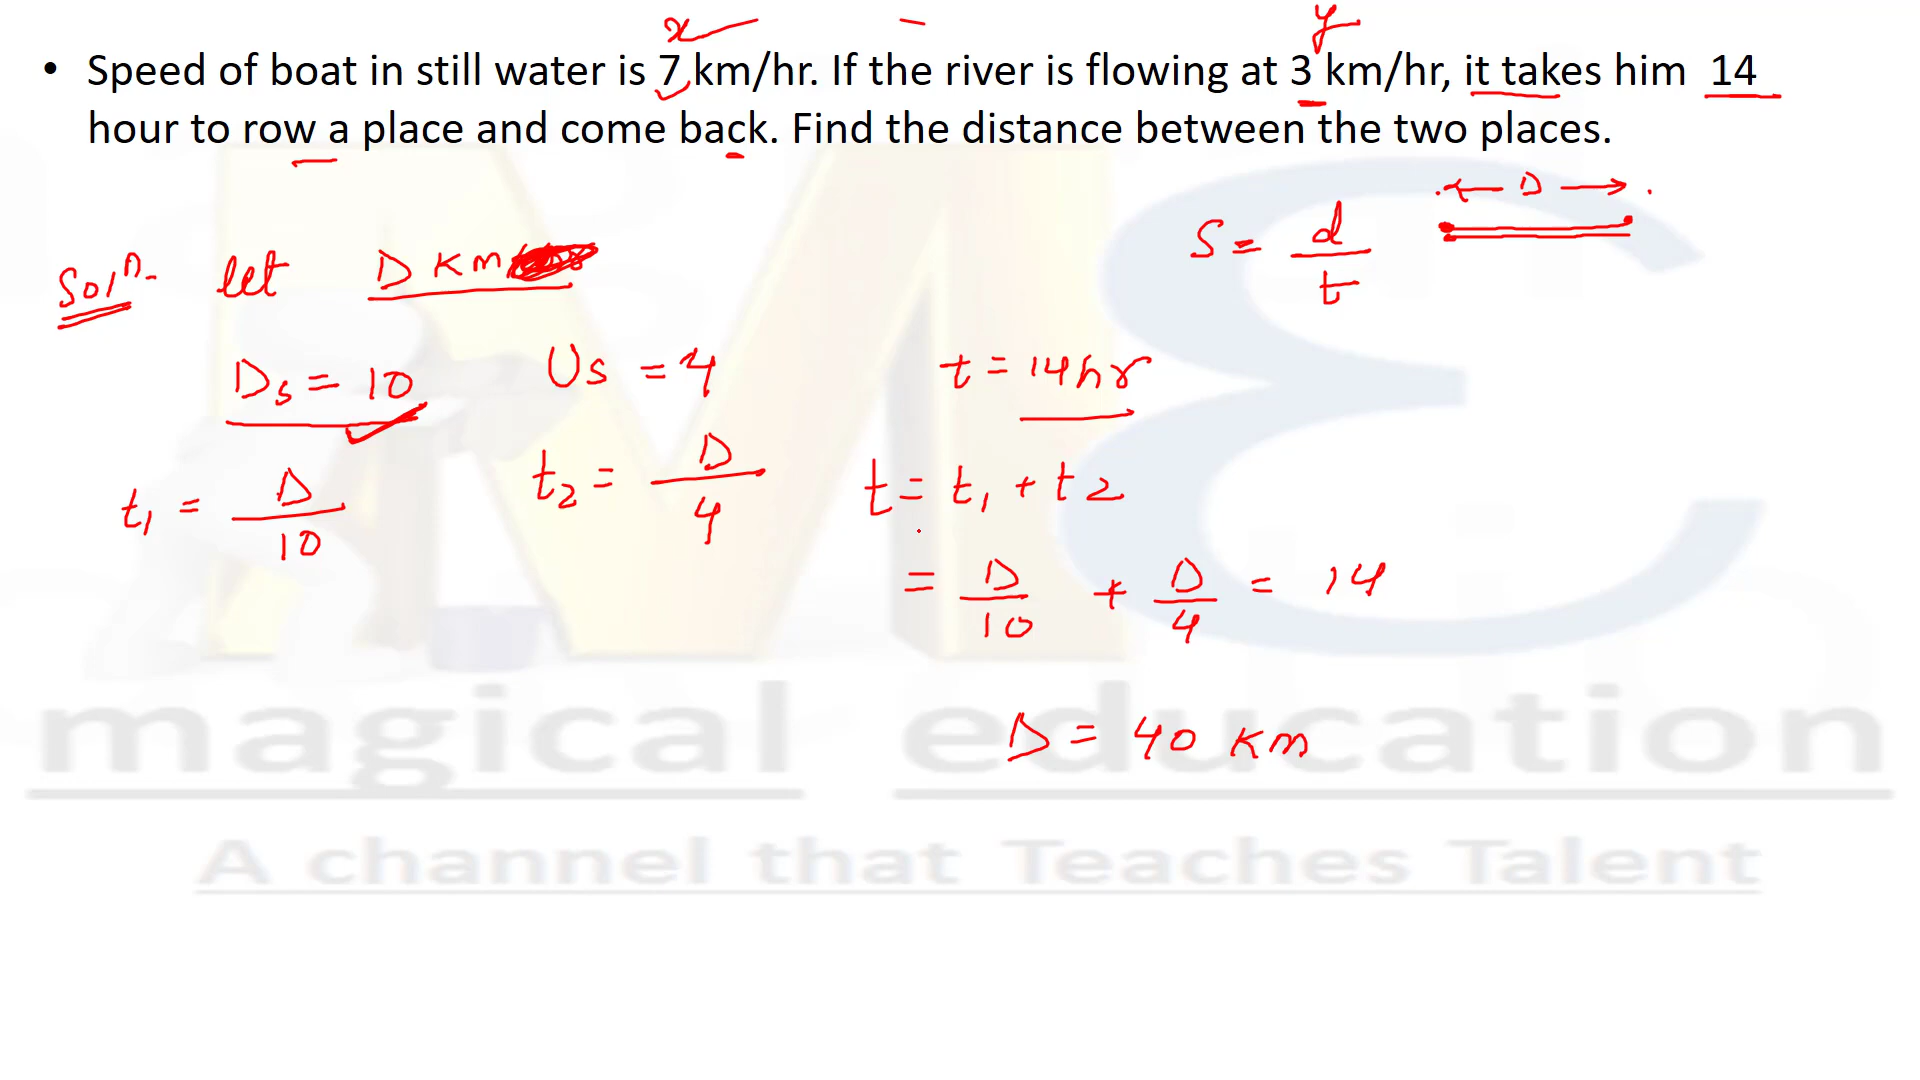 x y
• Speed of boat in still water is 7 km/hr. If the river is flowing at 3 km/hr, it takes him 14
hour to row a place and come back. Find the distance between the two places.
D
S = d/t
Solⁿ- let D Km
Ds = 10 Us = 4 t = 14hr
t₁ = D/10 t₂ = D/4 t = t₁ + t₂
= D/10 + D/4 = 14
D = 40 Km
magical education
A channel that Teaches Talent